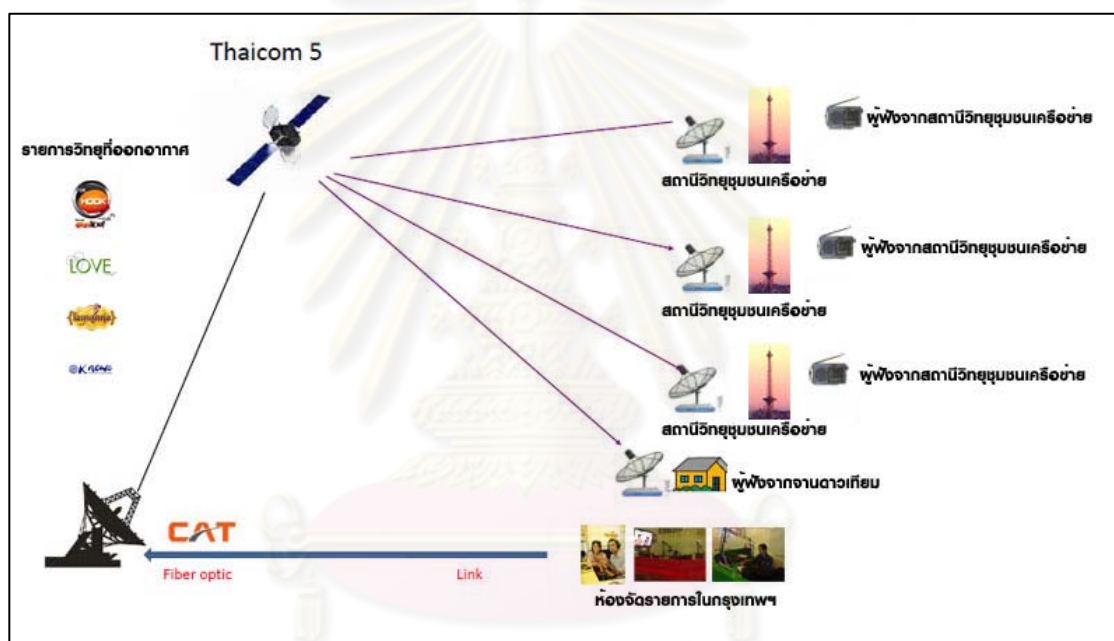 Thaicom 5
รายการวิทยุที่ออกอากาศ
HOOK
LOVE
OK news
ผู้ฟังจากสถานีวิทยุชุมชนเครือข่าย
สถานีวิทยุชุมชนเครือข่าย
ผู้ฟังจากสถานีวิทยุชุมชนเครือข่าย
สถานีวิทยุชุมชนเครือข่าย
ผู้ฟังจากสถานีวิทยุชุมชนเครือข่าย
สถานีวิทยุชุมชนเครือข่าย
ผู้ฟังจากจานดาวเทียม
CAT
Fiber optic
Link
ห้องจัดรายการในกรุงเทพฯ